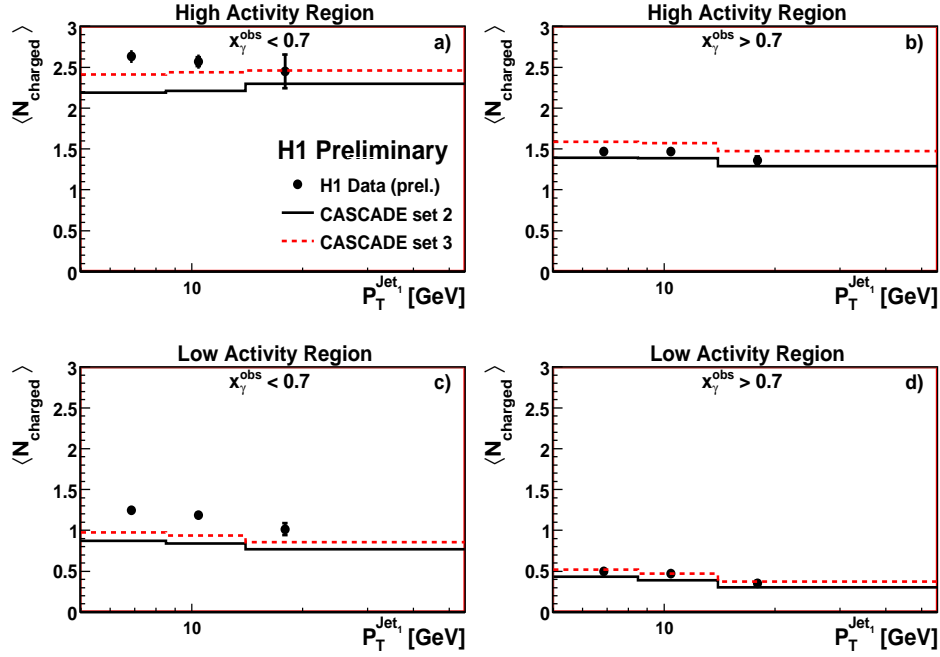 High Activity Region
x_γ^obs < 0.7
a)
⟨N_charged⟩
3
2.5
2
1.5
1
0.5
0
H1 Preliminary
H1 Data (prel.)
CASCADE set 2
CASCADE set 3
10
P_T^Jet_1 [GeV]
High Activity Region
x_γ^obs > 0.7
b)
⟨N_charged⟩
3
2.5
2
1.5
1
0.5
0
10
P_T^Jet_1 [GeV]
Low Activity Region
x_γ^obs < 0.7
c)
⟨N_charged⟩
3
2.5
2
1.5
1
0.5
0
10
P_T^Jet_1 [GeV]
Low Activity Region
x_γ^obs > 0.7
d)
⟨N_charged⟩
3
2.5
2
1.5
1
0.5
0
10
P_T^Jet_1 [GeV]